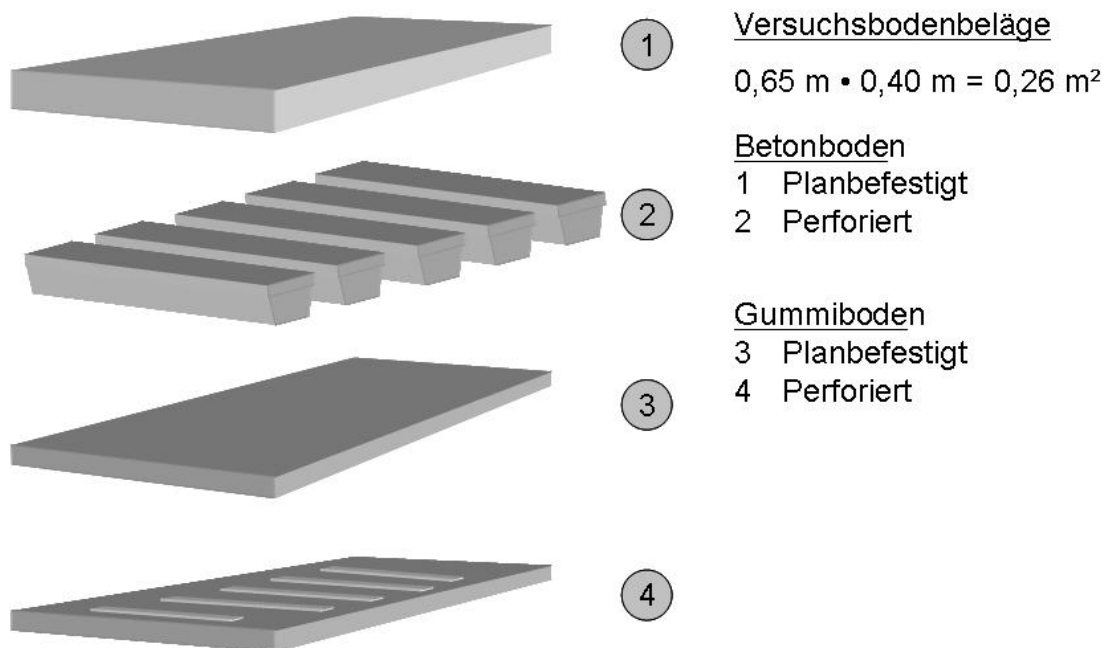 Versuchsbodenbeläge
0,65 m • 0,40 m = 0,26 m²
Betonboden
1 Planbefestigt
2 Perforiert
Gummiboden
3 Planbefestigt
4 Perforiert
1
2
3
4